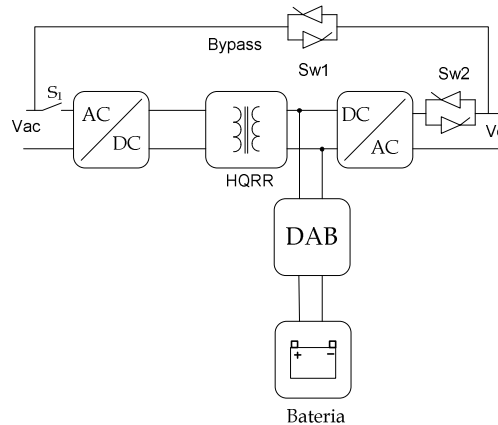 Bypass
Sw1
Sw2
S1
Vac
AC
DC
HQRR
DC
AC
DAB
+ −
Bateria